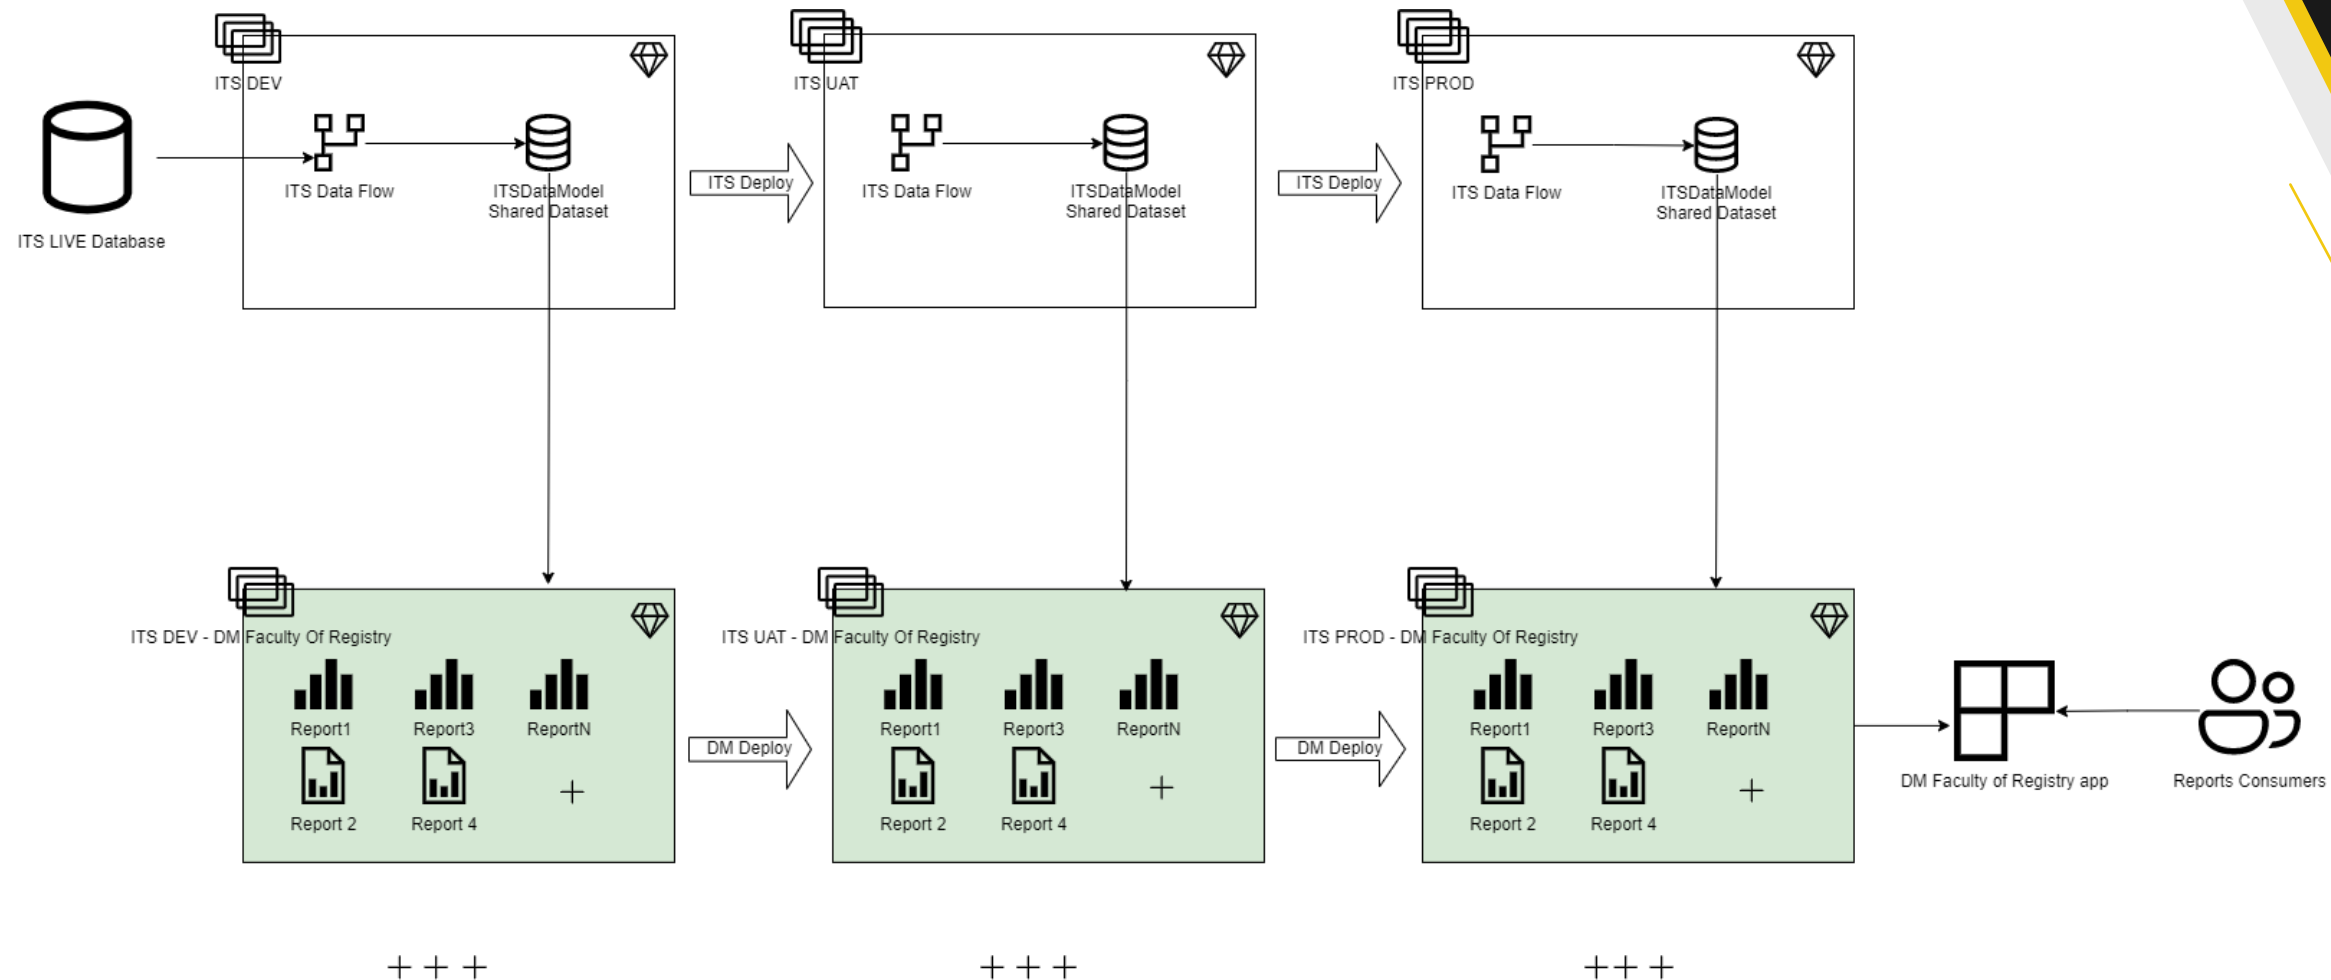 ITS DEV
ITS UAT
ITS PROD
ITS LIVE Database
ITS Data Flow
ITSDataModel
Shared Dataset
ITS Deploy
ITS Data Flow
ITSDataModel
Shared Dataset
ITS Deploy
ITS Data Flow
ITSDataModel
Shared Dataset
ITS DEV - DM Faculty Of Registry
Report1
Report3
ReportN
Report 2
Report 4
+
DM Deploy
ITS UAT - DM Faculty Of Registry
Report1
Report3
ReportN
Report 2
Report 4
+
DM Deploy
ITS PROD - DM Faculty Of Registry
Report1
Report3
ReportN
Report 2
Report 4
+
DM Faculty of Registry app
Reports Consumers
+ + +
+ + +
+ + +